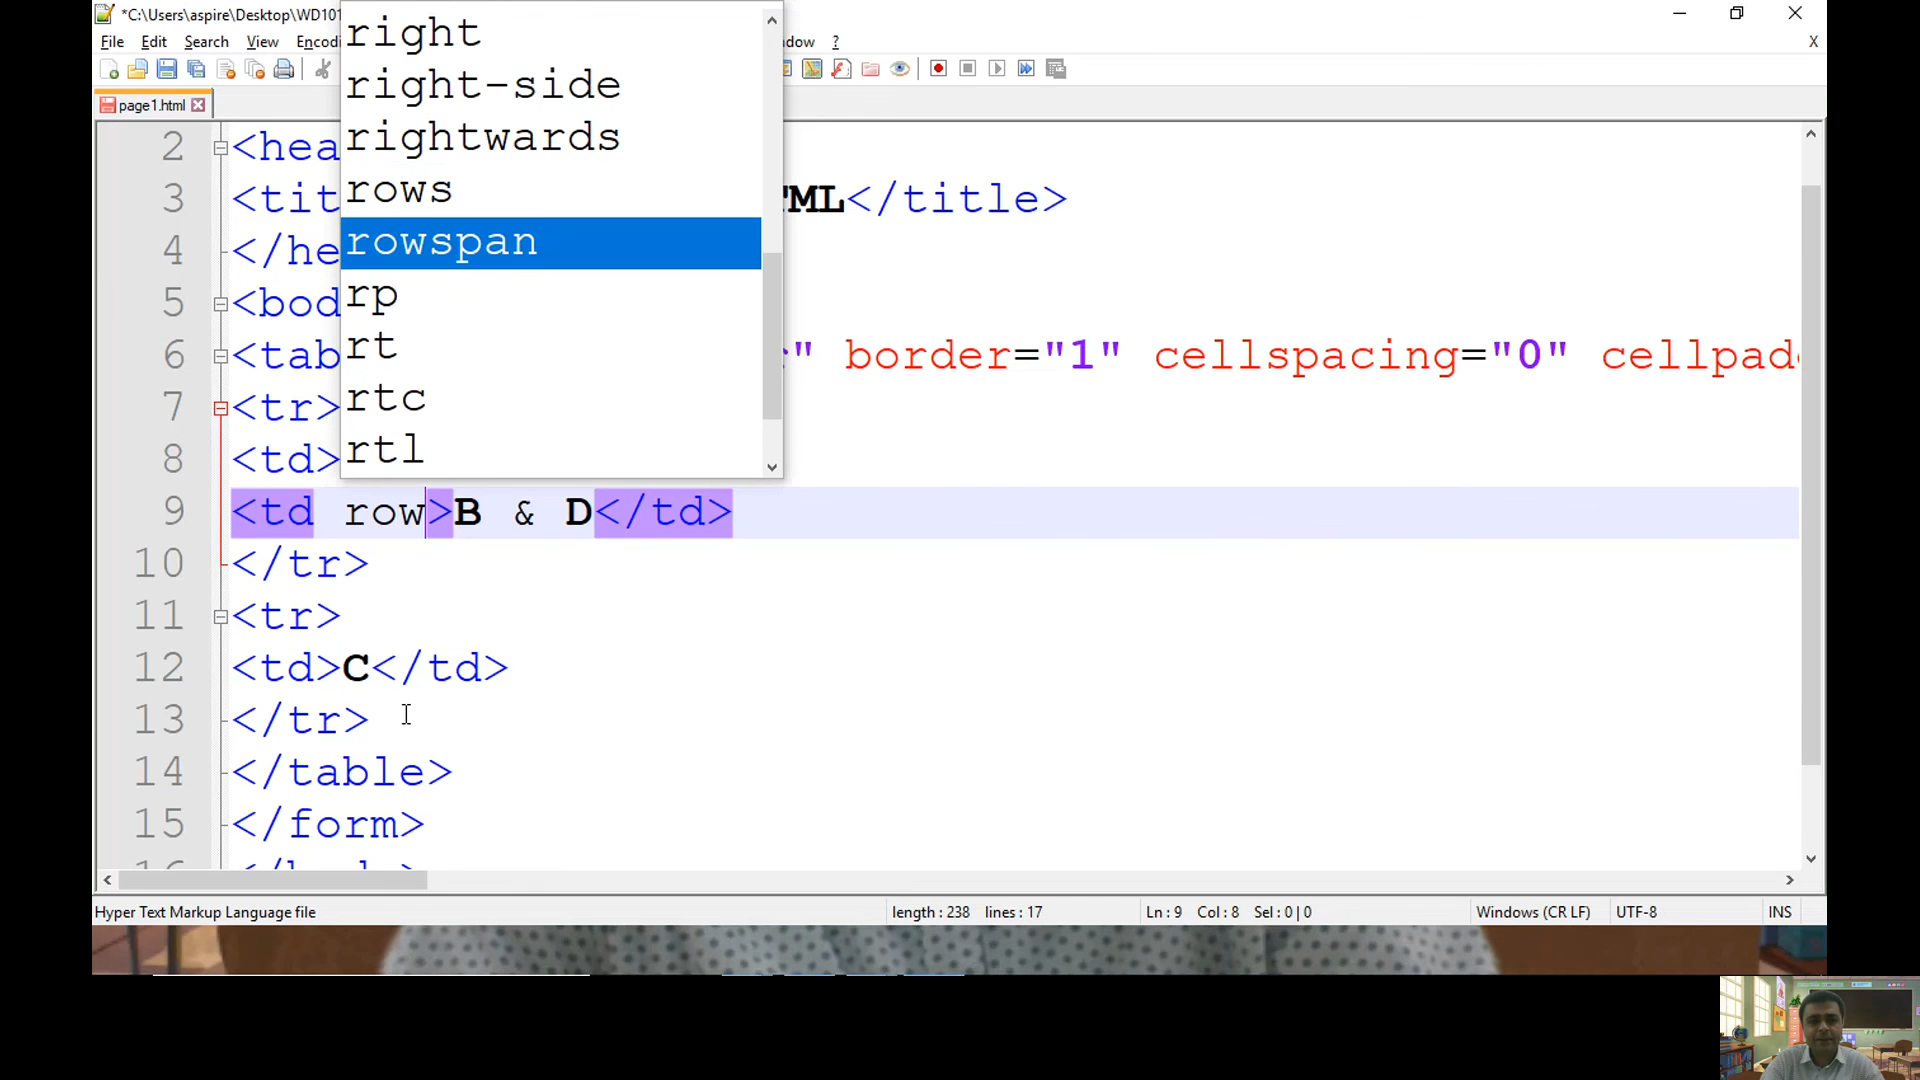 *C:\Users\aspire\Desktop\WD101
File Edit Search View Encodi
dow ?
X
page1.html
right
right-side
rightwards
rows
rowspan
rp
rt
rtc
rtl
2 <hea
3 <tit TML</title>
4 </he
5 <bod
6 <tab " border="1" cellspacing="0" cellpad
7 <tr>
8 <td>
9 <td row>B & D</td>
10 </tr>
11 <tr>
12 <td>C</td>
13 </tr>
14 </table>
15 </form>
Hyper Text Markup Language file length : 238 lines : 17 Ln : 9 Col : 8 Sel : 0 | 0 Windows (CR LF) UTF-8 INS